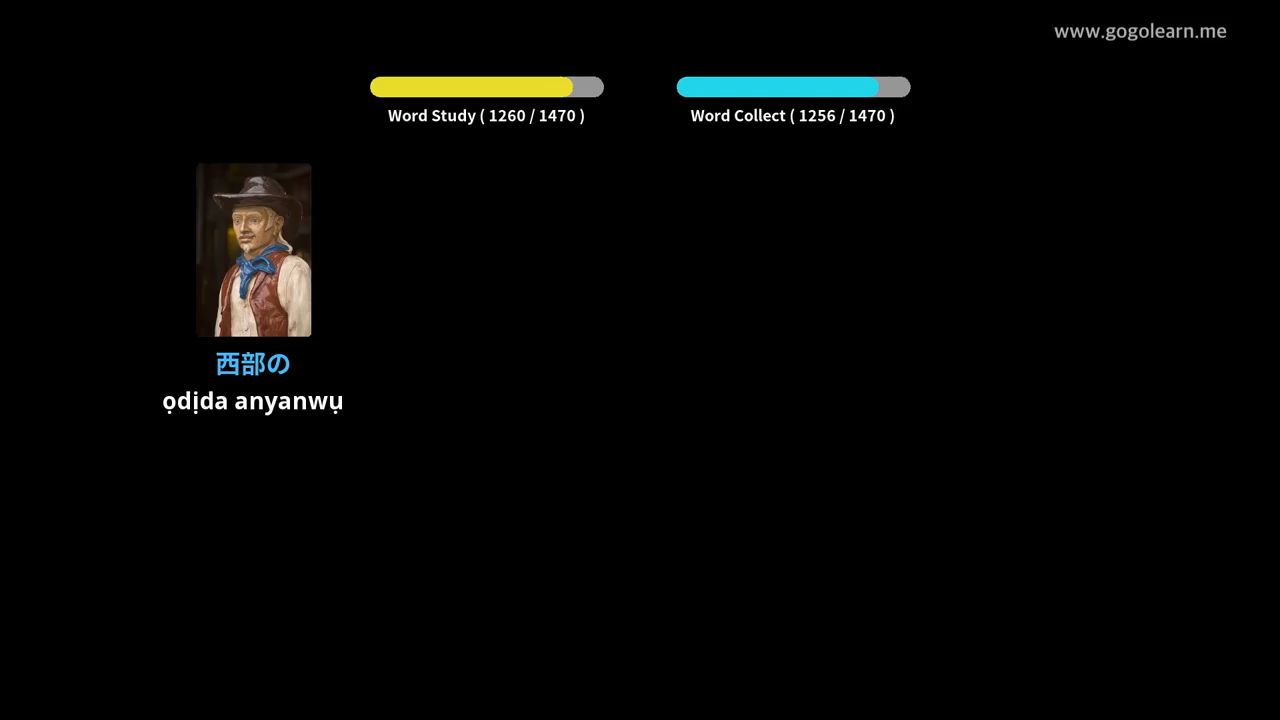 www.gogolearn.me
Word Study ( 1260 / 1470 )
Word Collect ( 1256 / 1470 )
西部の
ọdịda anyanwụ